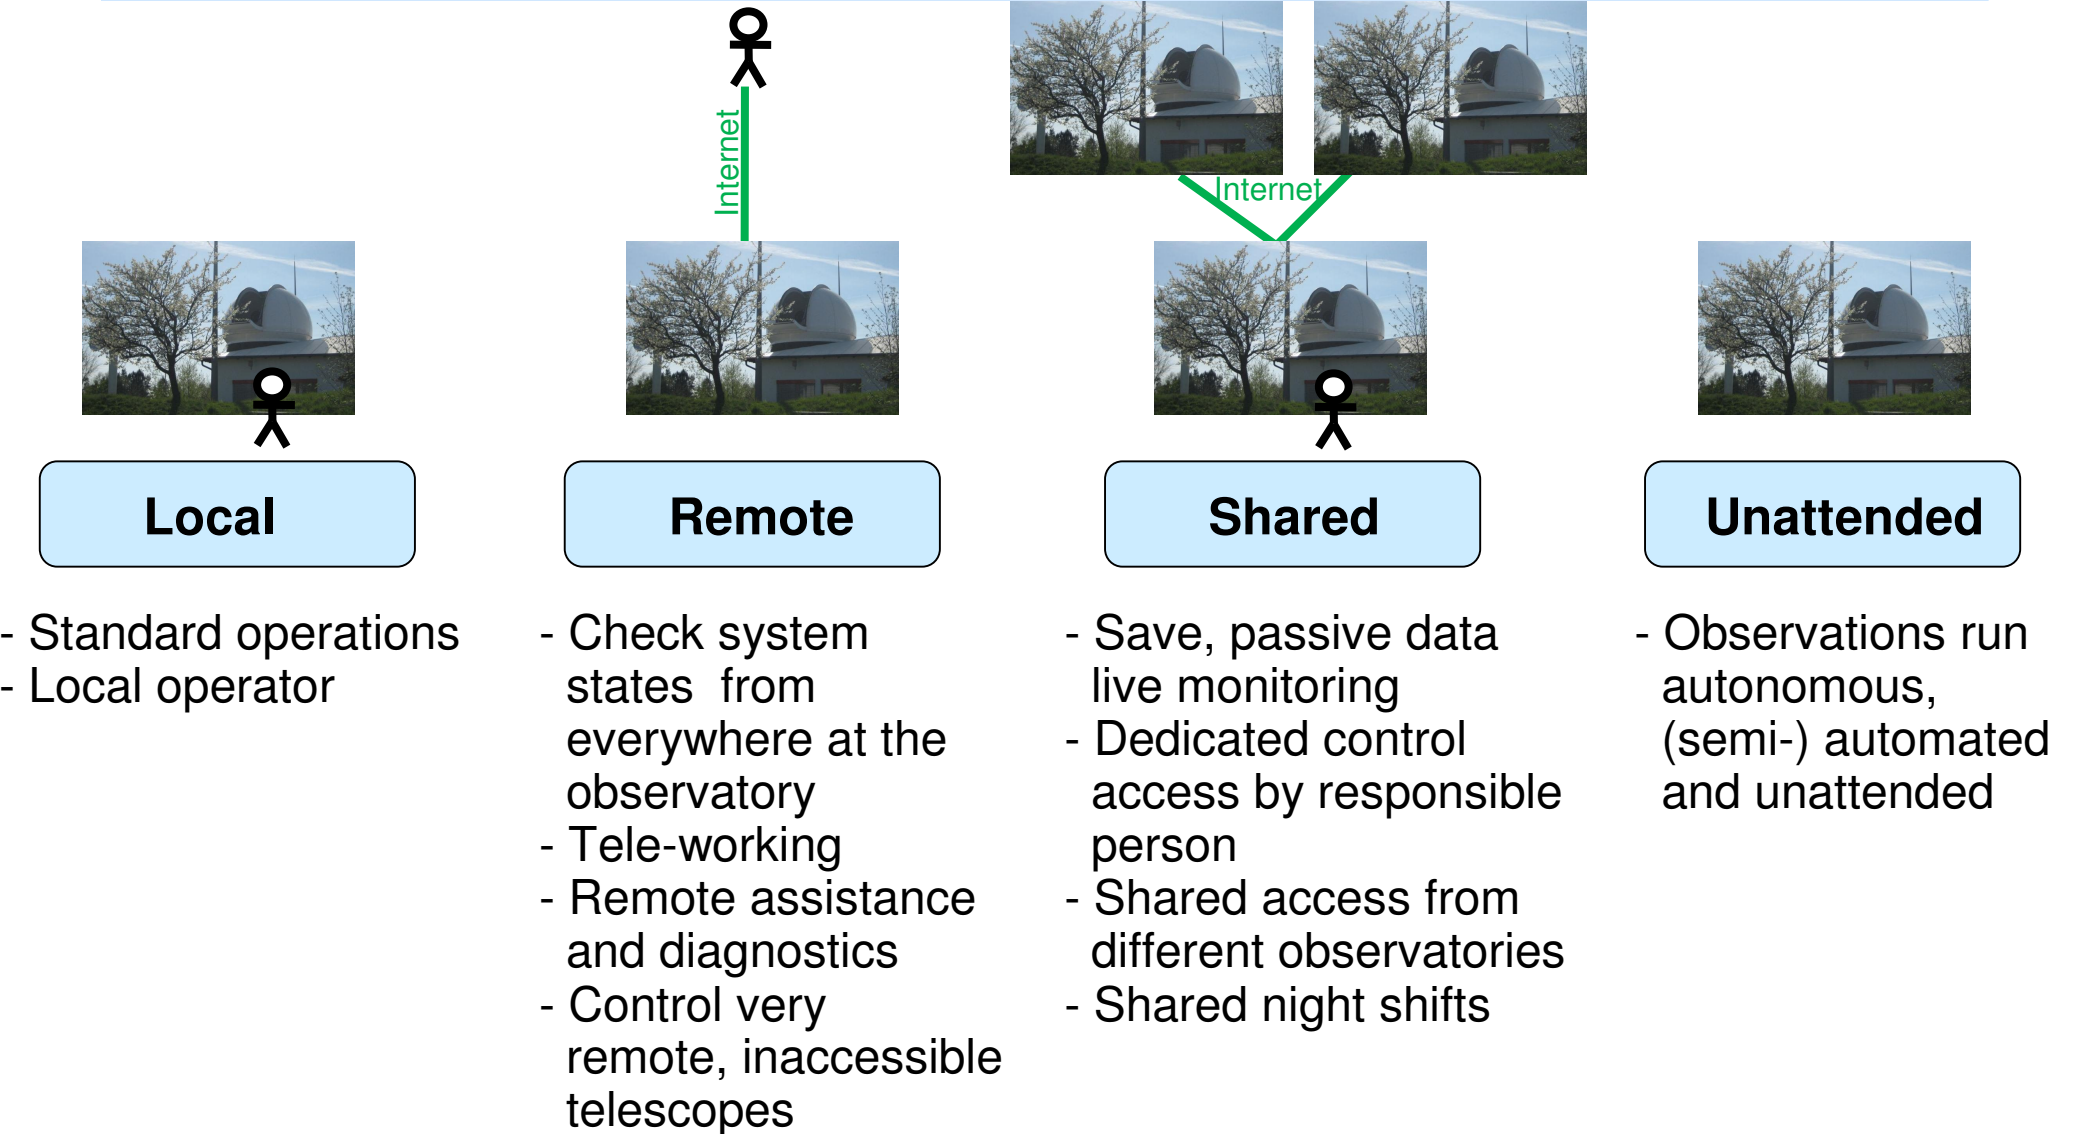 Internet
Internet
Local
Remote
Shared
Unattended
- Standard operations
- Local operator
- Check system
states from
everywhere at the
observatory
- Tele-working
- Remote assistance
and diagnostics
- Control very
remote, inaccessible
telescopes
- Save, passive data
live monitoring
- Dedicated control
access by responsible
person
- Shared access from
different observatories
- Shared night shifts
- Observations run
autonomous,
(semi-) automated
and unattended